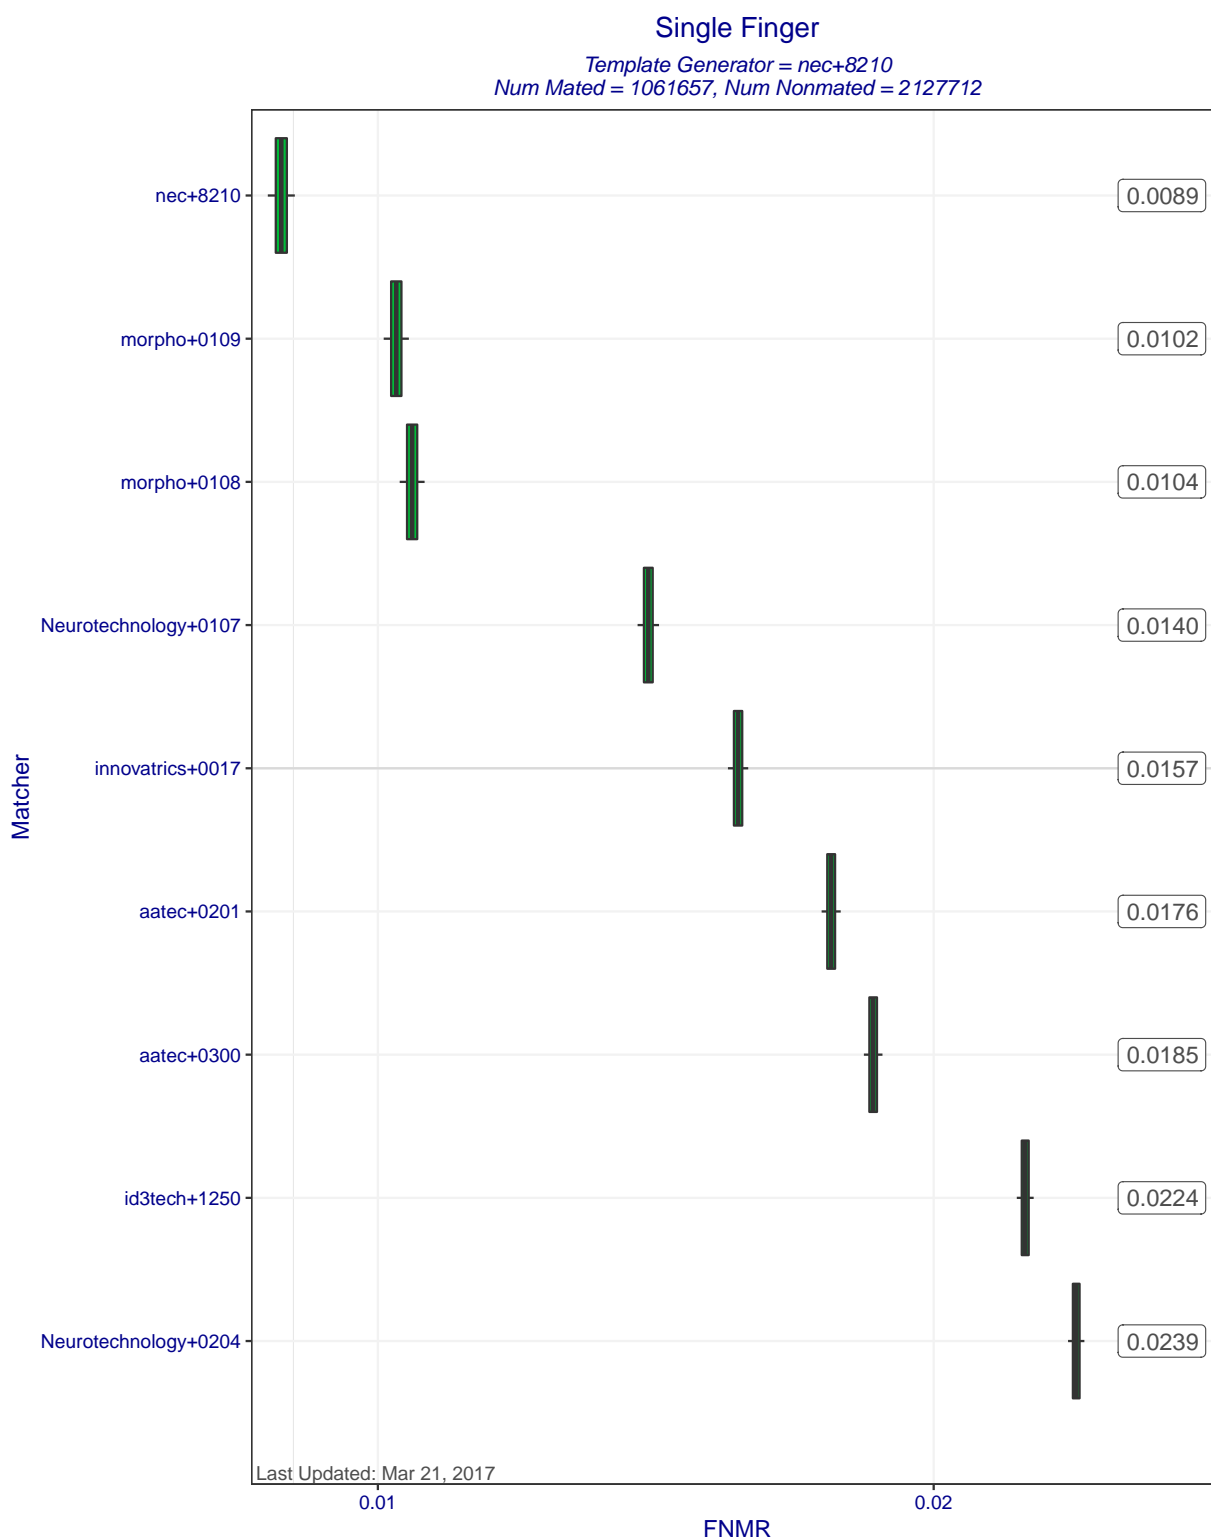 Single Finger
Template Generator = nec+8210
Num Mated = 1061657, Num Nonmated = 2127712
nec+8210 0.0089
morpho+0109 0.0102
morpho+0108 0.0104
Neurotechnology+0107 0.0140
innovatrics+0017 0.0157
aatec+0201 0.0176
aatec+0300 0.0185
id3tech+1250 0.0224
Neurotechnology+0204 0.0239
Matcher
Last Updated: Mar 21, 2017
0.01 0.02
FNMR